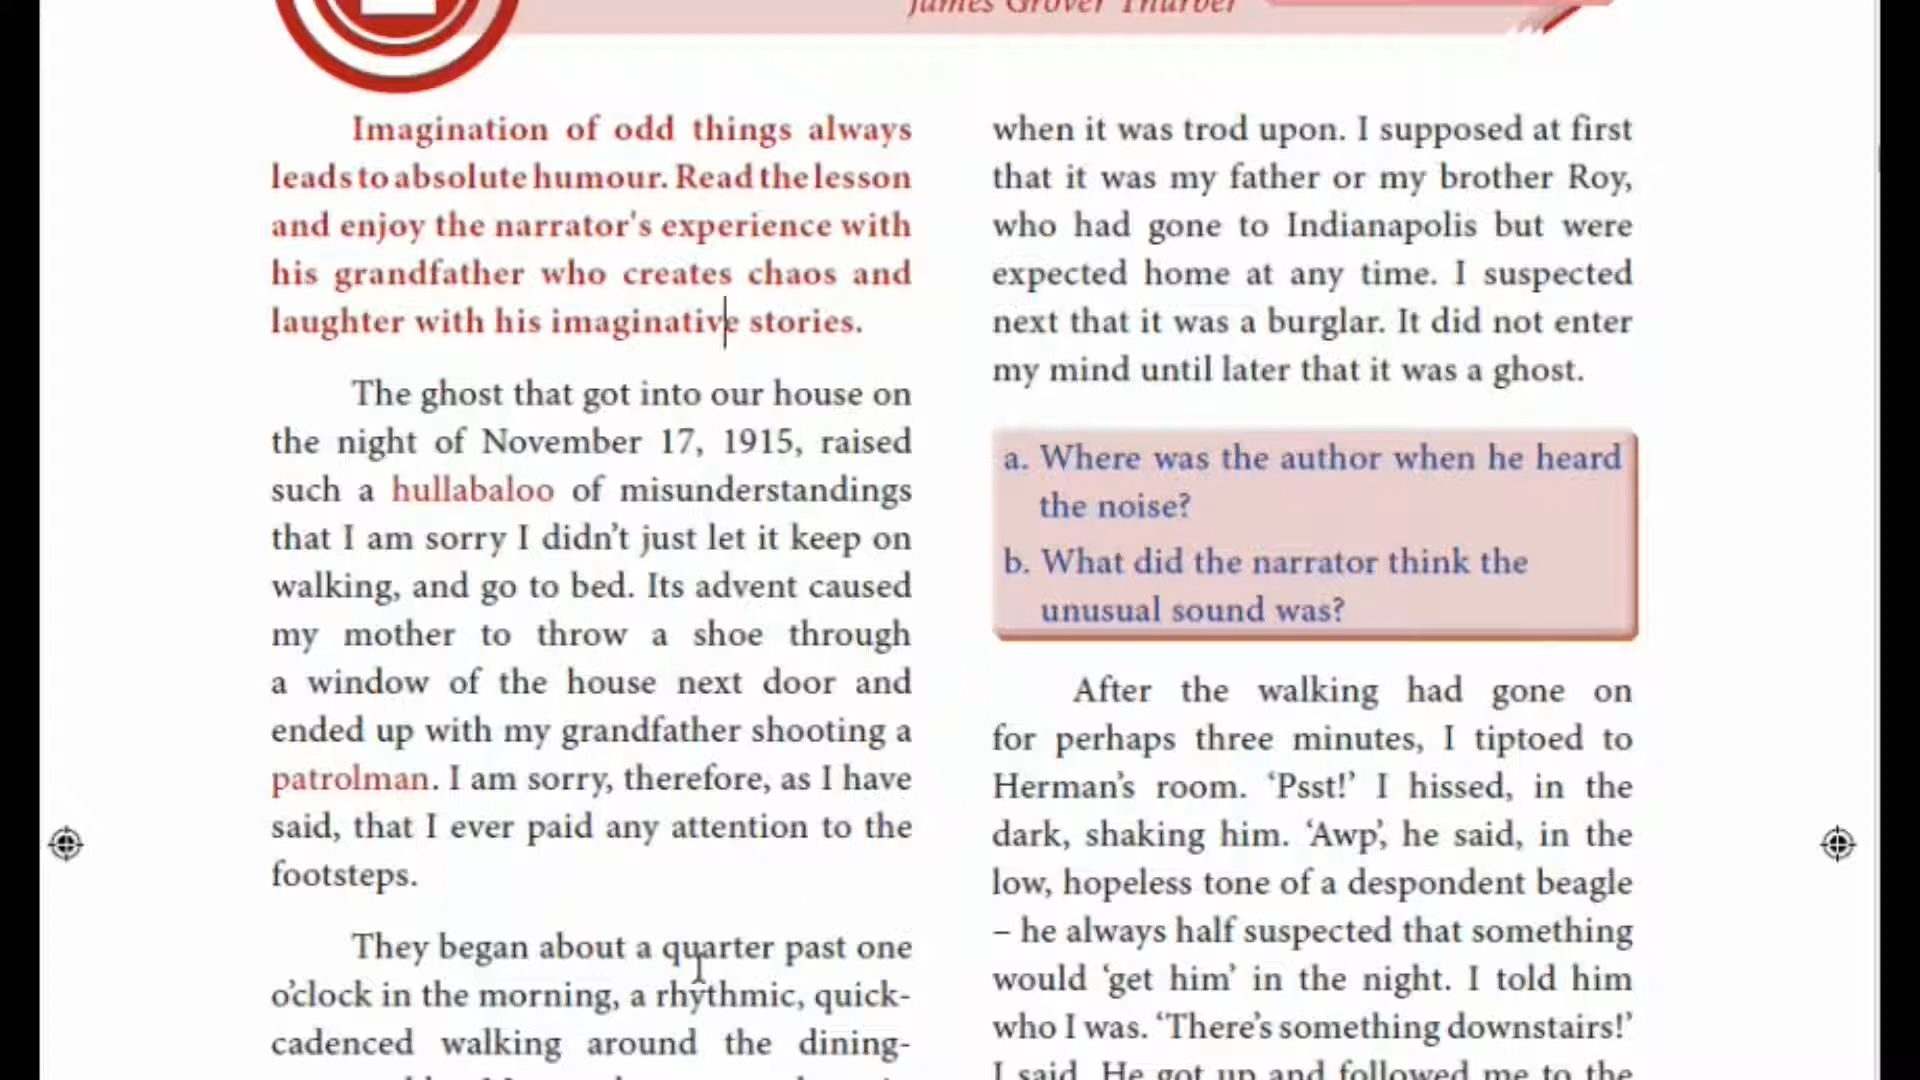 James Grover Thurber
Imagination of odd things always
leads to absolute humour. Read the lesson
and enjoy the narrator's experience with
his grandfather who creates chaos and
laughter with his imaginative stories.
The ghost that got into our house on
the night of November 17, 1915, raised
such a hullabaloo of misunderstandings
that I am sorry I didn’t just let it keep on
walking, and go to bed. Its advent caused
my mother to throw a shoe through
a window of the house next door and
ended up with my grandfather shooting a
patrolman. I am sorry, therefore, as I have
said, that I ever paid any attention to the
footsteps.
They began about a quarter past one
o’clock in the morning, a rhythmic, quick-
cadenced walking around the dining-
when it was trod upon. I supposed at first
that it was my father or my brother Roy,
who had gone to Indianapolis but were
expected home at any time. I suspected
next that it was a burglar. It did not enter
my mind until later that it was a ghost.
a. Where was the author when he heard
the noise?
b. What did the narrator think the
unusual sound was?
After the walking had gone on
for perhaps three minutes, I tiptoed to
Herman’s room. ‘Psst!’ I hissed, in the
dark, shaking him. ‘Awp’, he said, in the
low, hopeless tone of a despondent beagle
– he always half suspected that something
would ‘get him’ in the night. I told him
who I was. ‘There’s something downstairs!’
I said. He got up and followed me to the